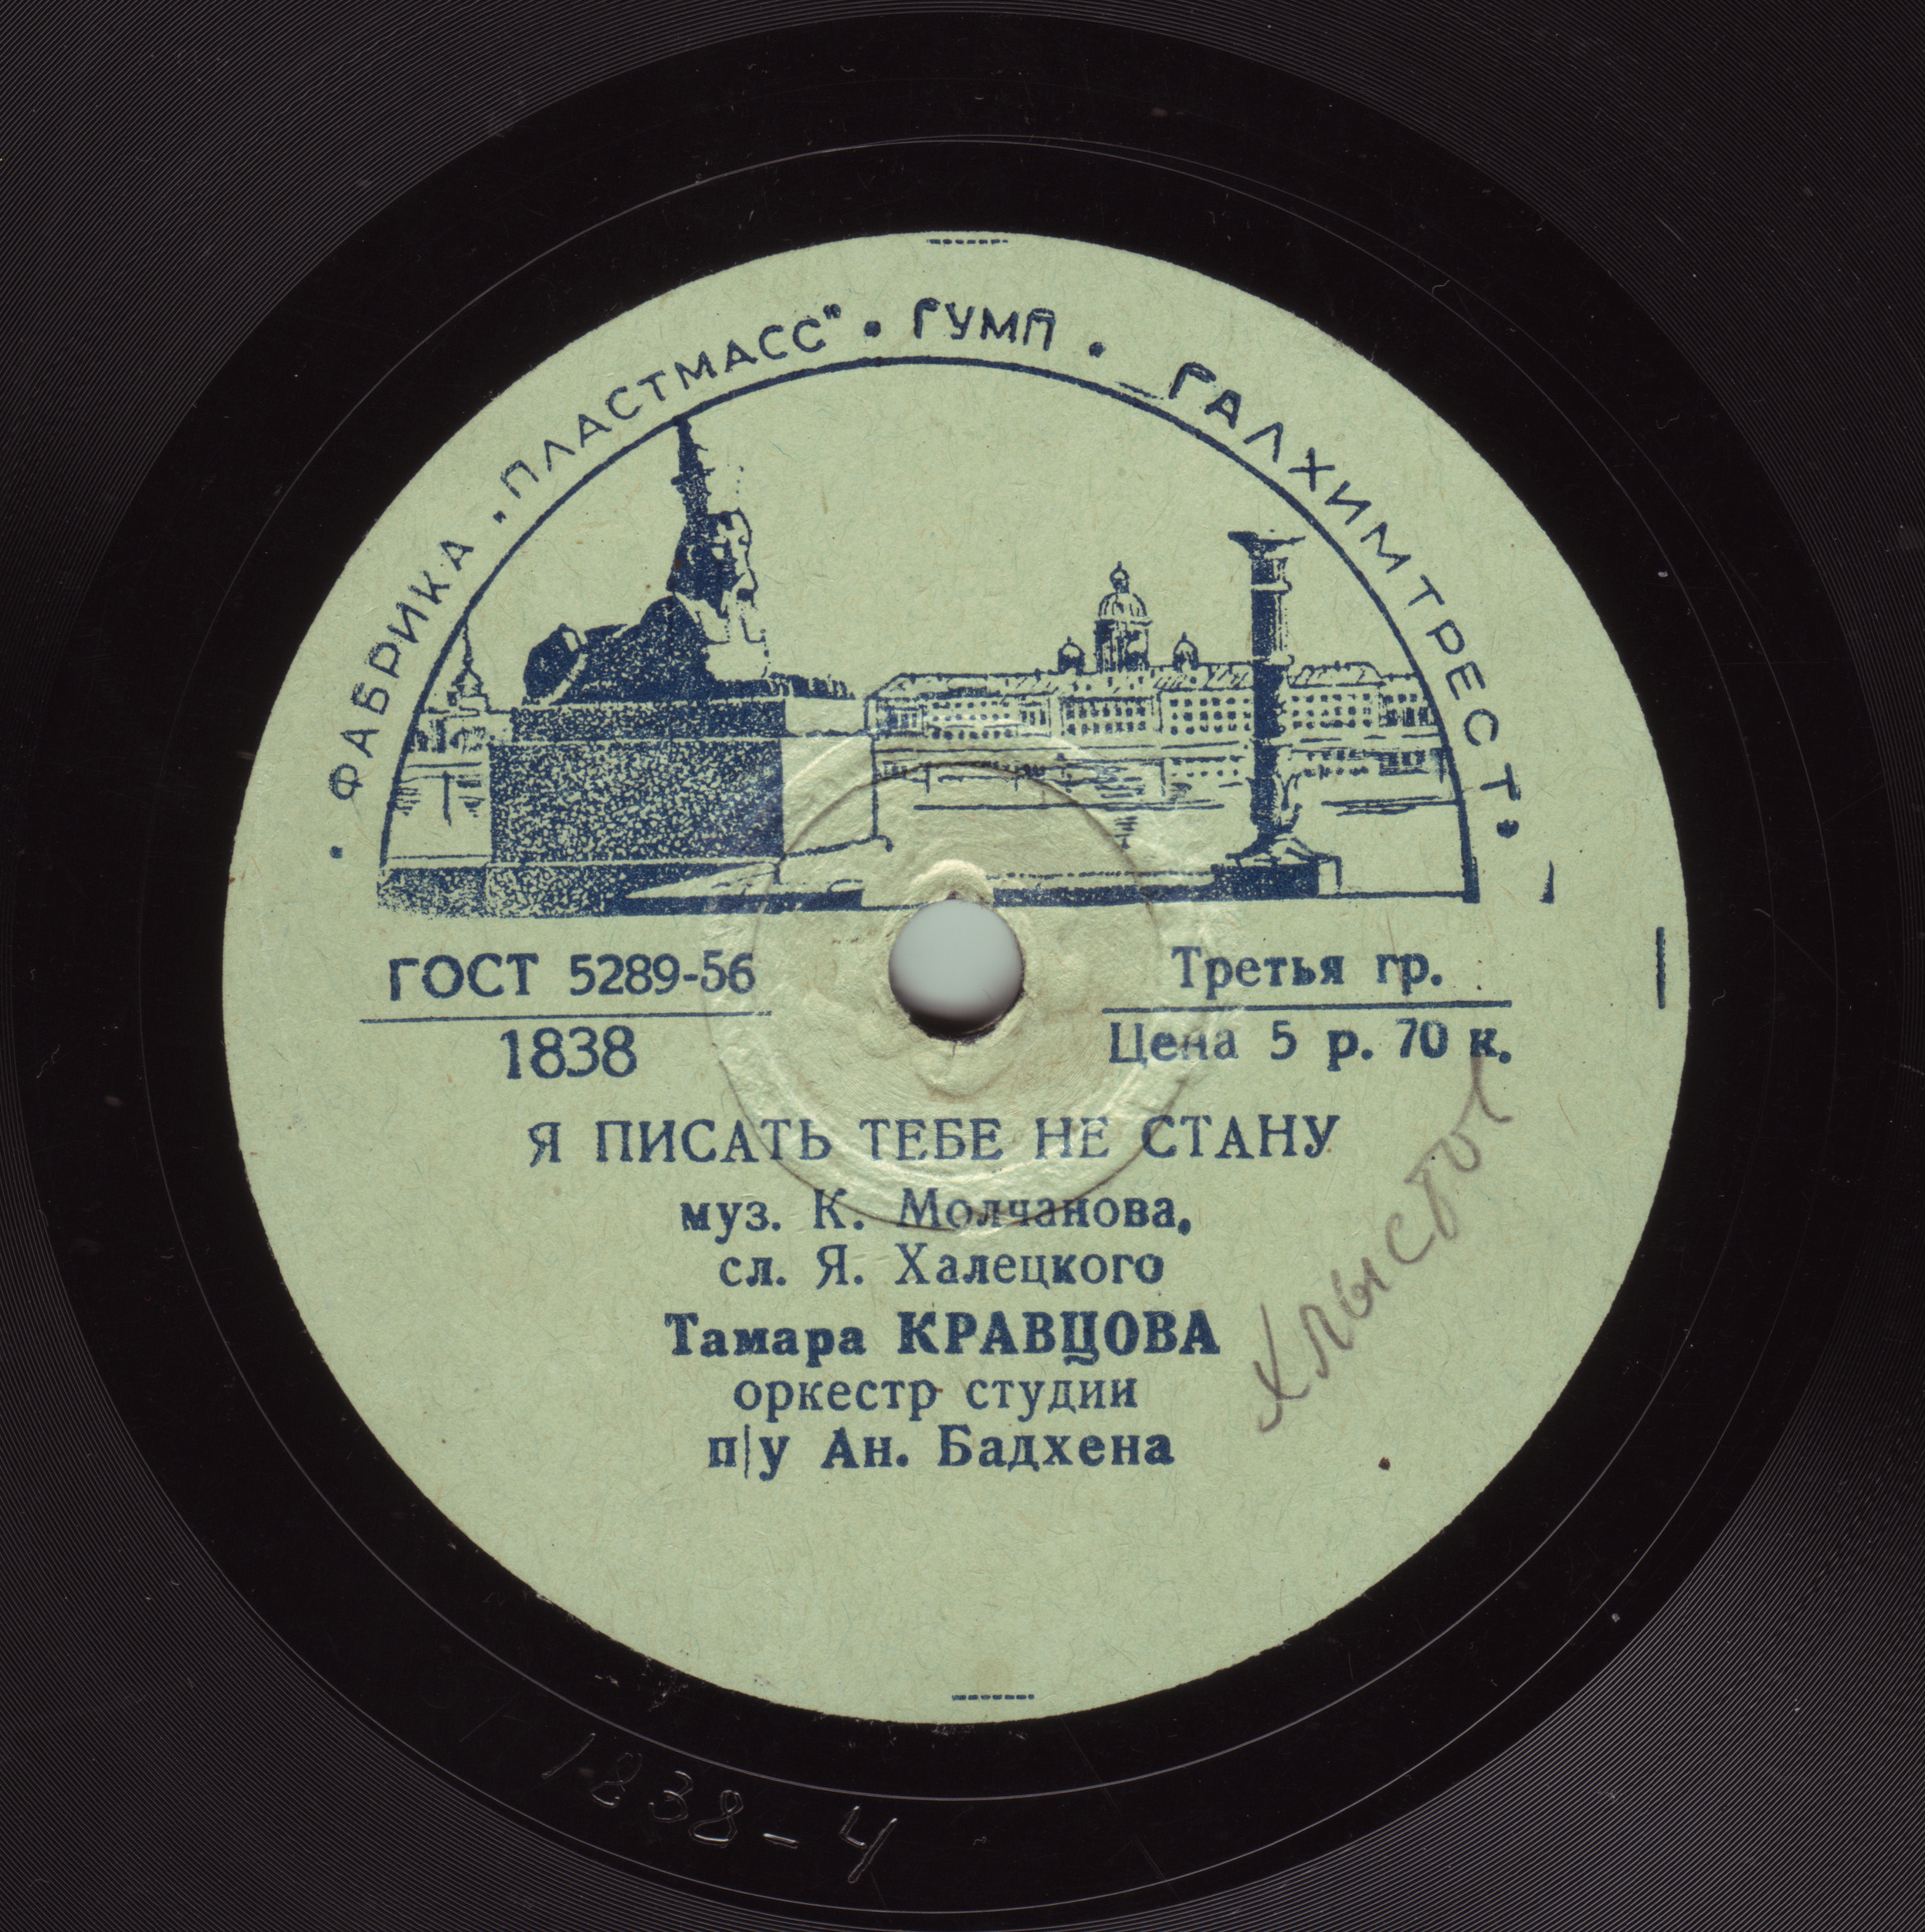 • ФАБРИКА „ПЛАСТМАСС" • ГУМП • ГАЛХИМТРЕСТ •
ГОСТ 5289-56
1838
Третья гр.
Цена 5 р. 70 к.
Я ПИСАТЬ ТЕБЕ НЕ СТАНУ
муз. К. Молчанова,
сл. Я. Халецкого
Тамара КРАВЦОВА
оркестр студии
п/у Ан. Бадхена
Хлысты
1838-4